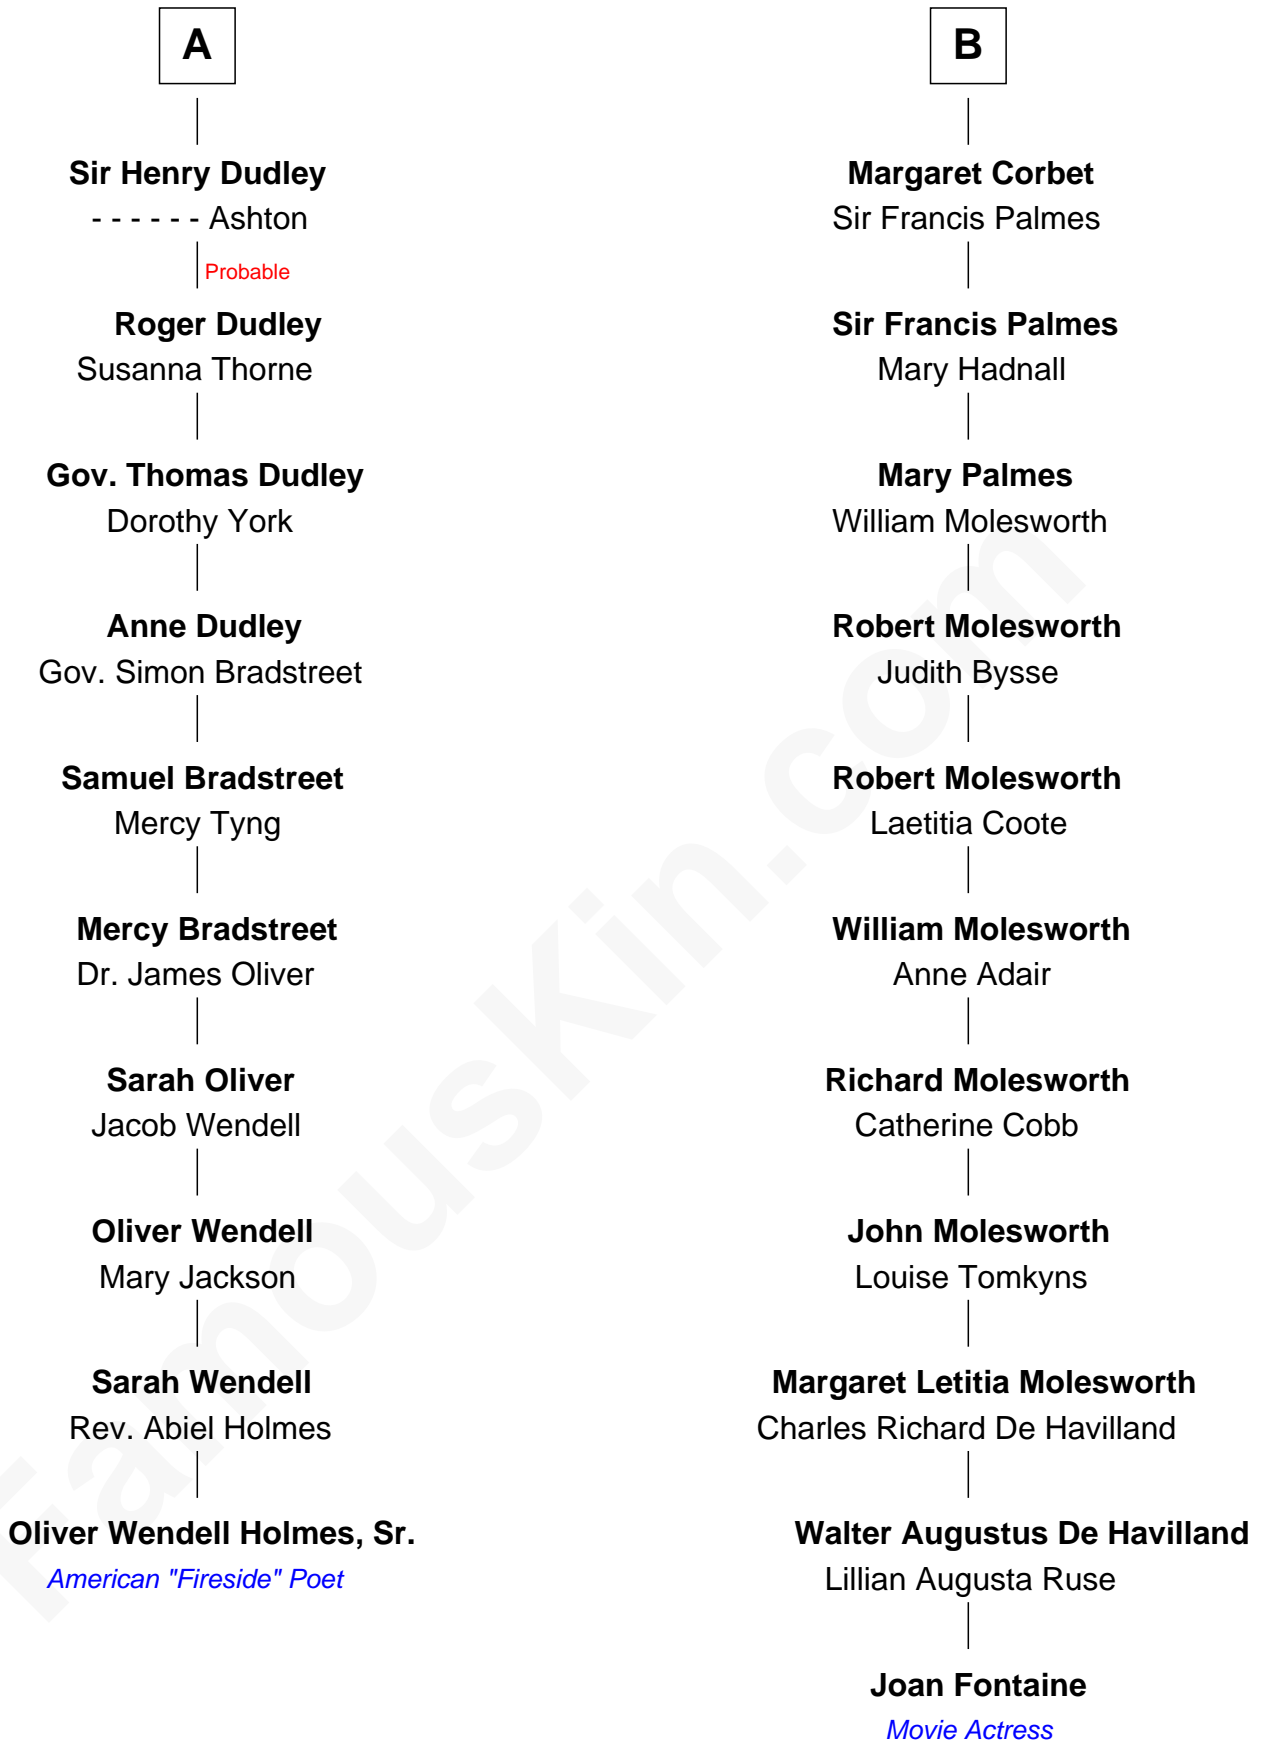 A
Sir Henry Dudley
- - - - - - Ashton
Probable
Roger Dudley
Susanna Thorne
Gov. Thomas Dudley
Dorothy York
Anne Dudley
Gov. Simon Bradstreet
Samuel Bradstreet
Mercy Tyng
Mercy Bradstreet
Dr. James Oliver
Sarah Oliver
Jacob Wendell
Oliver Wendell
Mary Jackson
Sarah Wendell
Rev. Abiel Holmes
Oliver Wendell Holmes, Sr.
American "Fireside" Poet
B
Margaret Corbet
Sir Francis Palmes
Sir Francis Palmes
Mary Hadnall
Mary Palmes
William Molesworth
Robert Molesworth
Judith Bysse
Robert Molesworth
Laetitia Coote
William Molesworth
Anne Adair
Richard Molesworth
Catherine Cobb
John Molesworth
Louise Tomkyns
Margaret Letitia Molesworth
Charles Richard De Havilland
Walter Augustus De Havilland
Lillian Augusta Ruse
Joan Fontaine
Movie Actress
FamousKin.com